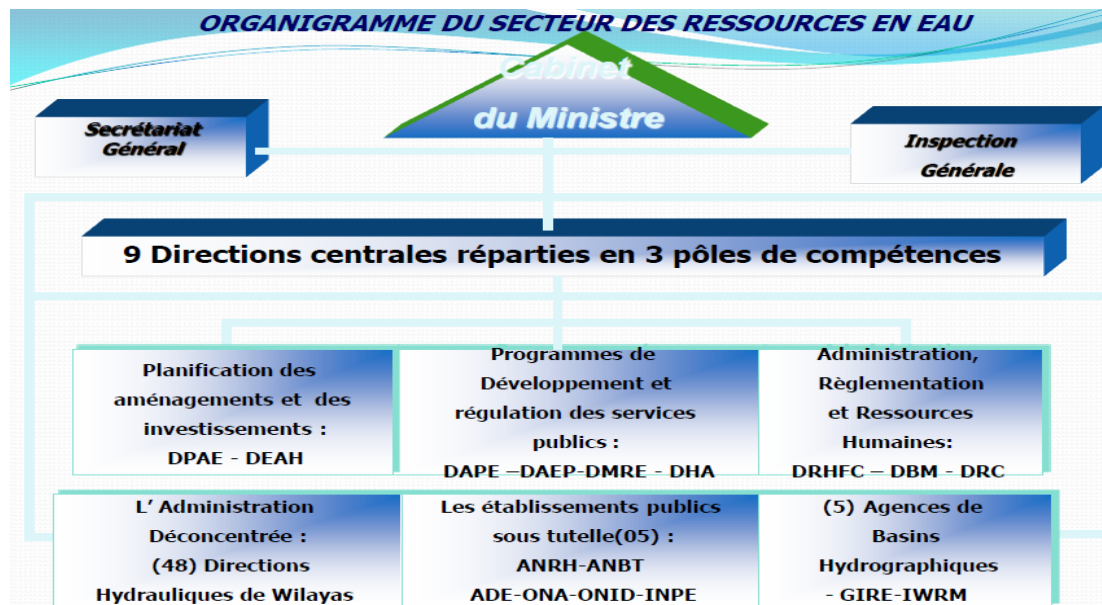 ORGANIGRAMME DU SECTEUR DES RESSOURCES EN EAU
Cabinet
du Ministre
Secrétariat
Général
Inspection
Générale
9 Directions centrales réparties en 3 pôles de compétences
Planification des
aménagements et des
investissements :
DPAE - DEAH
Programmes de
Développement et
régulation des services
publics :
DAPE –DAEP-DMRE - DHA
Administration,
Règlementation
et Ressources
Humaines:
DRHFC – DBM - DRC
L' Administration
Déconcentrée :
(48) Directions
Hydrauliques de Wilayas
Les établissements publics
sous tutelle(05) :
ANRH-ANBT
ADE-ONA-ONID-INPE
(5) Agences de
Basins
Hydrographiques
- GIRE-IWRM